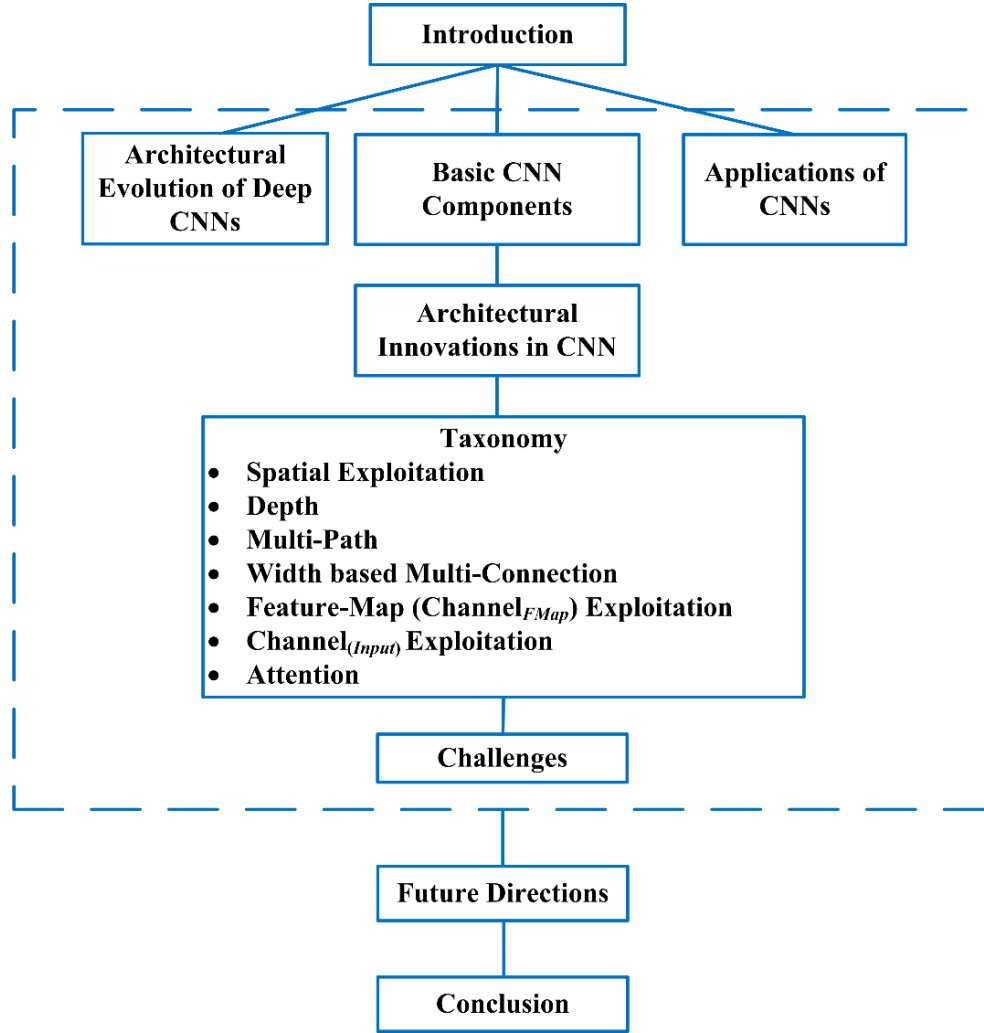 Introduction
Architectural
Evolution of Deep
CNNs
Basic CNN
Components
Applications of
CNNs
Architectural
Innovations in CNN
Taxonomy
• Spatial Exploitation
• Depth
• Multi-Path
• Width based Multi-Connection
• Feature-Map (ChannelFMap) Exploitation
• Channel(Input) Exploitation
• Attention
Challenges
Future Directions
Conclusion